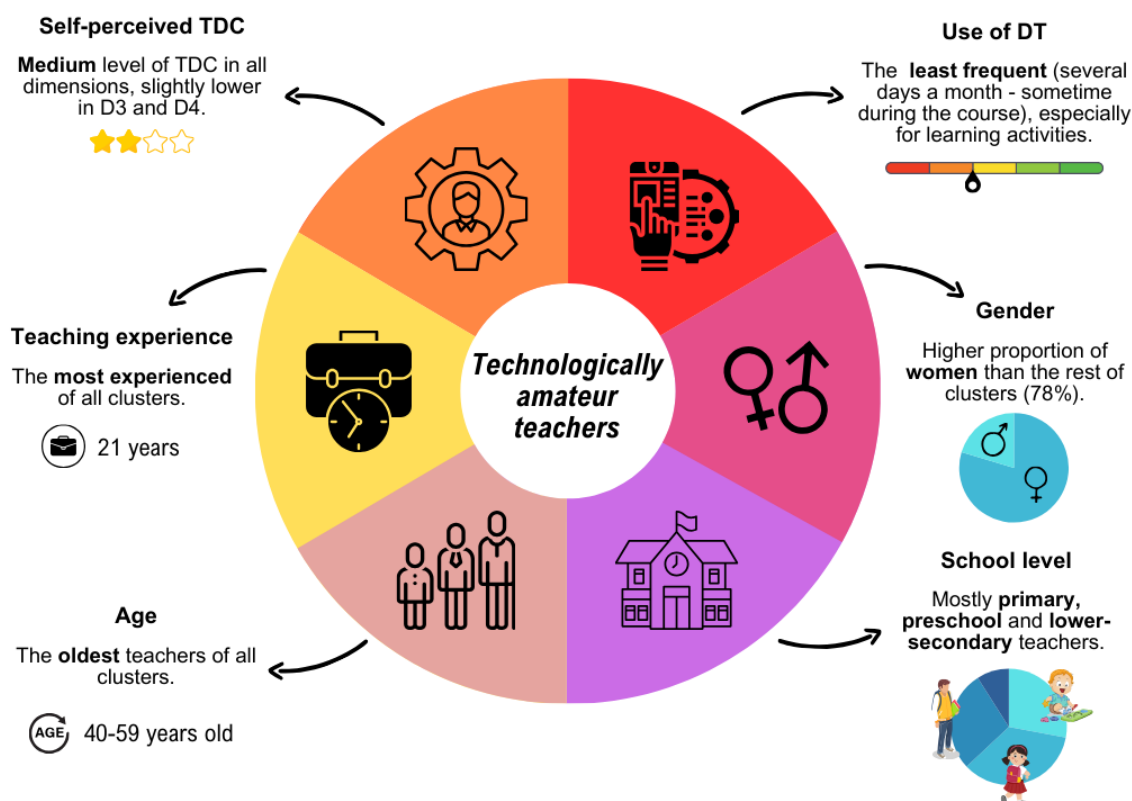 Self-perceived TDC
Medium level of TDC in all
dimensions, slightly lower
in D3 and D4.
Use of DT
The least frequent (several
days a month - sometime
during the course), especially
for learning activities.
Teaching experience
The most experienced
of all clusters.
21 years
Technologically
amateur
teachers
Gender
Higher proportion of
women than the rest of
clusters (78%).
Age
The oldest teachers of all
clusters.
AGE
40-59 years old
School level
Mostly primary,
preschool and lower-
secondary teachers.